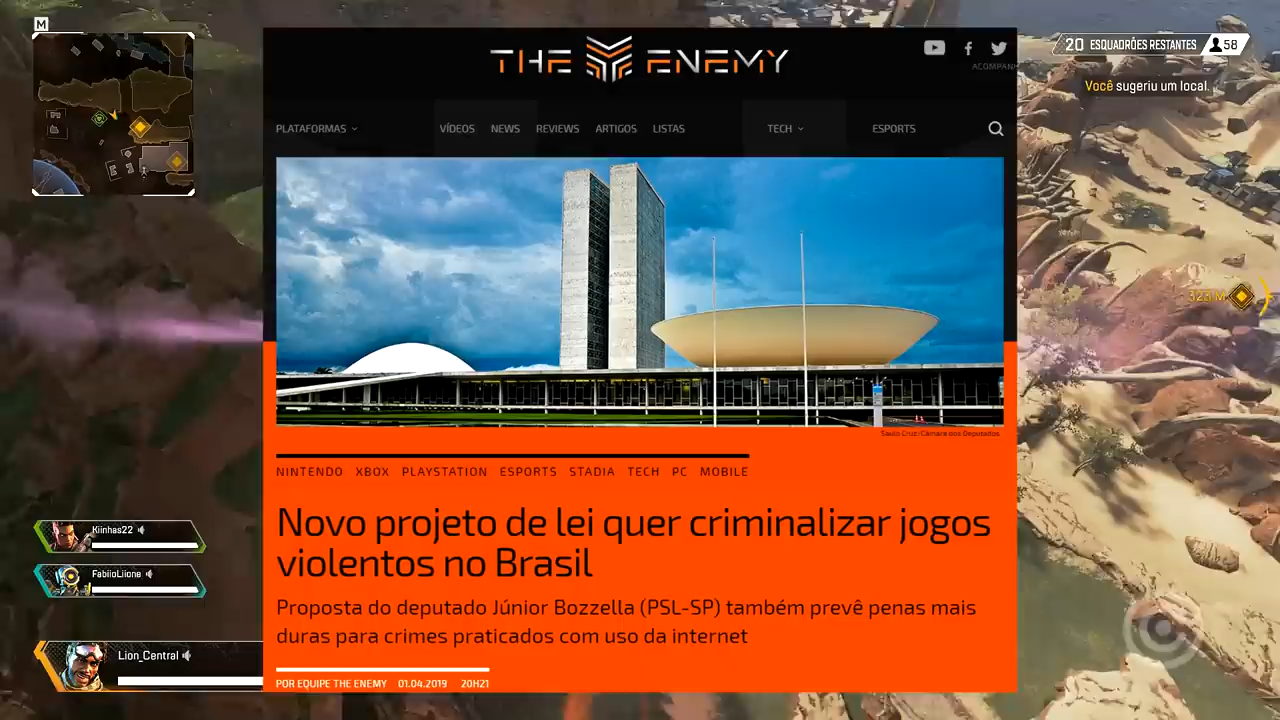 M
20 ESQUADRÕES RESTANTES 58
Você sugeriu um local.
323 M
THE ENEMY
ACOMPANH
PLATAFORMAS VÍDEOS NEWS REVIEWS ARTIGOS LISTAS TECH ESPORTS
Saulo Cruz/Câmara dos Deputados
NINTENDO XBOX PLAYSTATION ESPORTS STADIA TECH PC MOBILE
Novo projeto de lei quer criminalizar jogos
violentos no Brasil
Proposta do deputado Júnior Bozzella (PSL-SP) também prevê penas mais
duras para crimes praticados com uso da internet
POR EQUIPE THE ENEMY 01.04.2019 20H21
Kiinhas22
FabiioLiione
Lion_Central